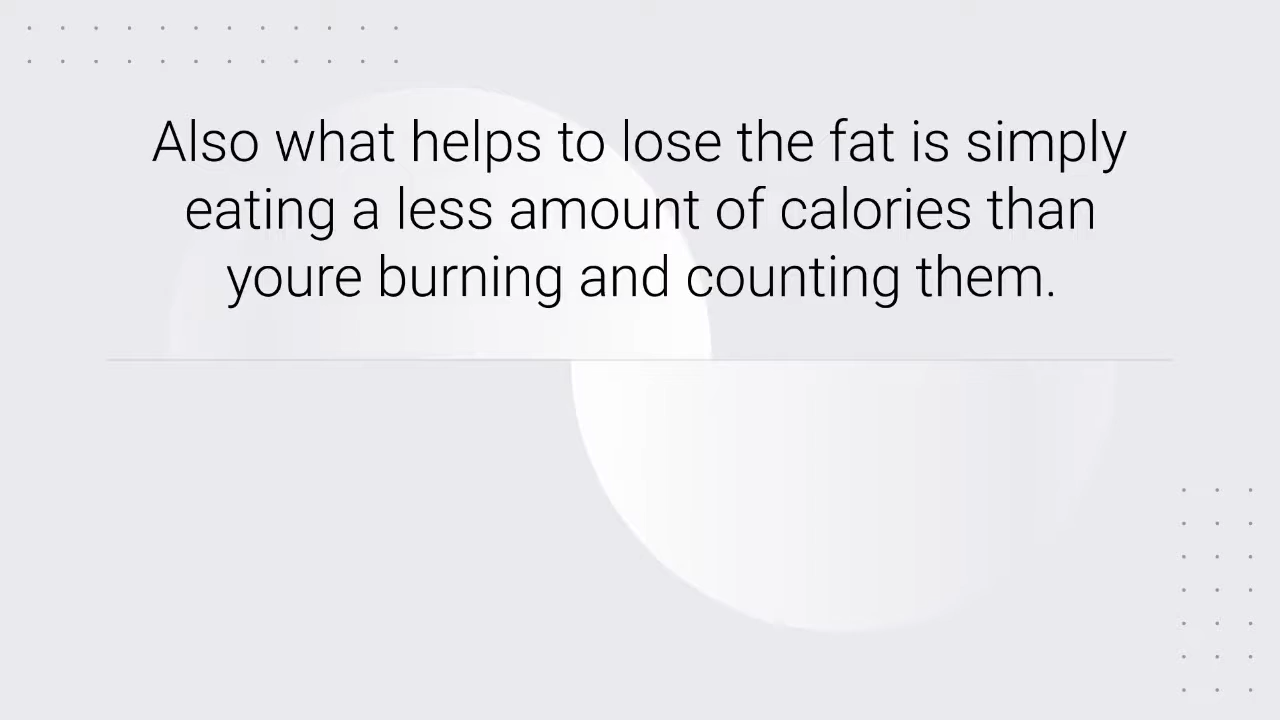 Also what helps to lose the fat is simply
eating a less amount of calories than
youre burning and counting them.